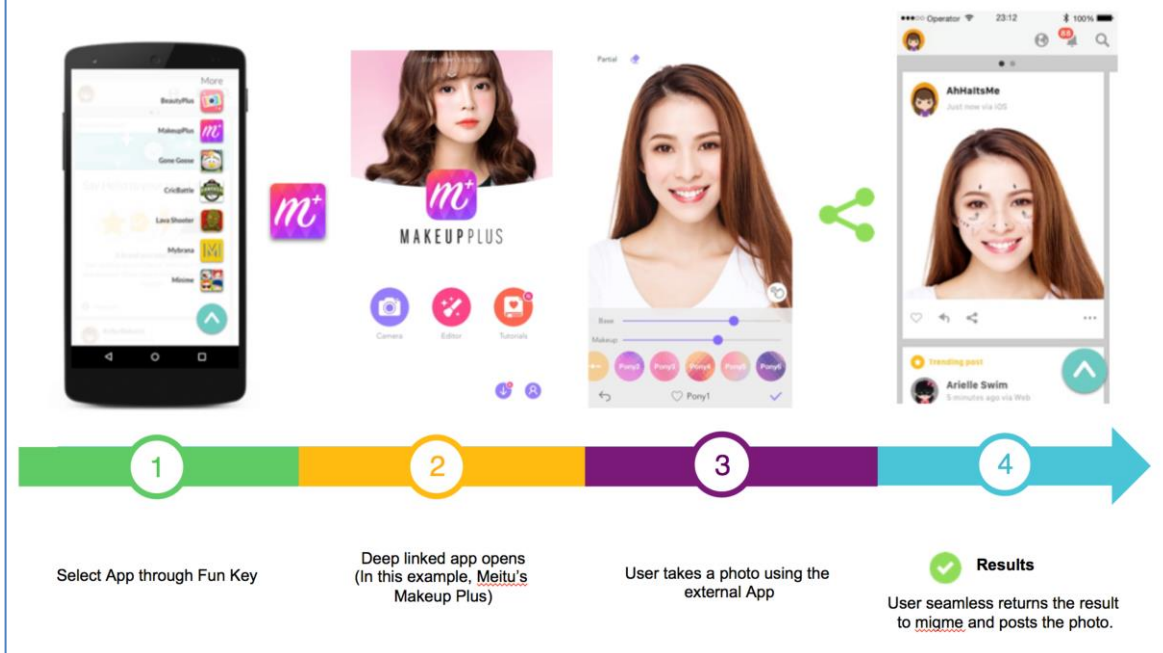 More
BeautyPlus
MakeupPlus
Gone Goose
CricBattle
Lava Shooter
Mybrana
Minime
m+
m+
m+
MAKEUPPLUS
Camera
Editor
Tutorials
Partial
Base
Makeup
Pony2
Pony3
Pony4
Pony5
Pony6
Pony1
Operator
23:12
100%
88
AhHaItsMe
Just now via iOS
trending post
Arielle Swim
5 minutes ago via Web
1
2
3
4
Select App through Fun Key
Deep linked app opens
(In this example, Meitu's
Makeup Plus)
User takes a photo using the
external App
Results
User seamless returns the result
to migme and posts the photo.